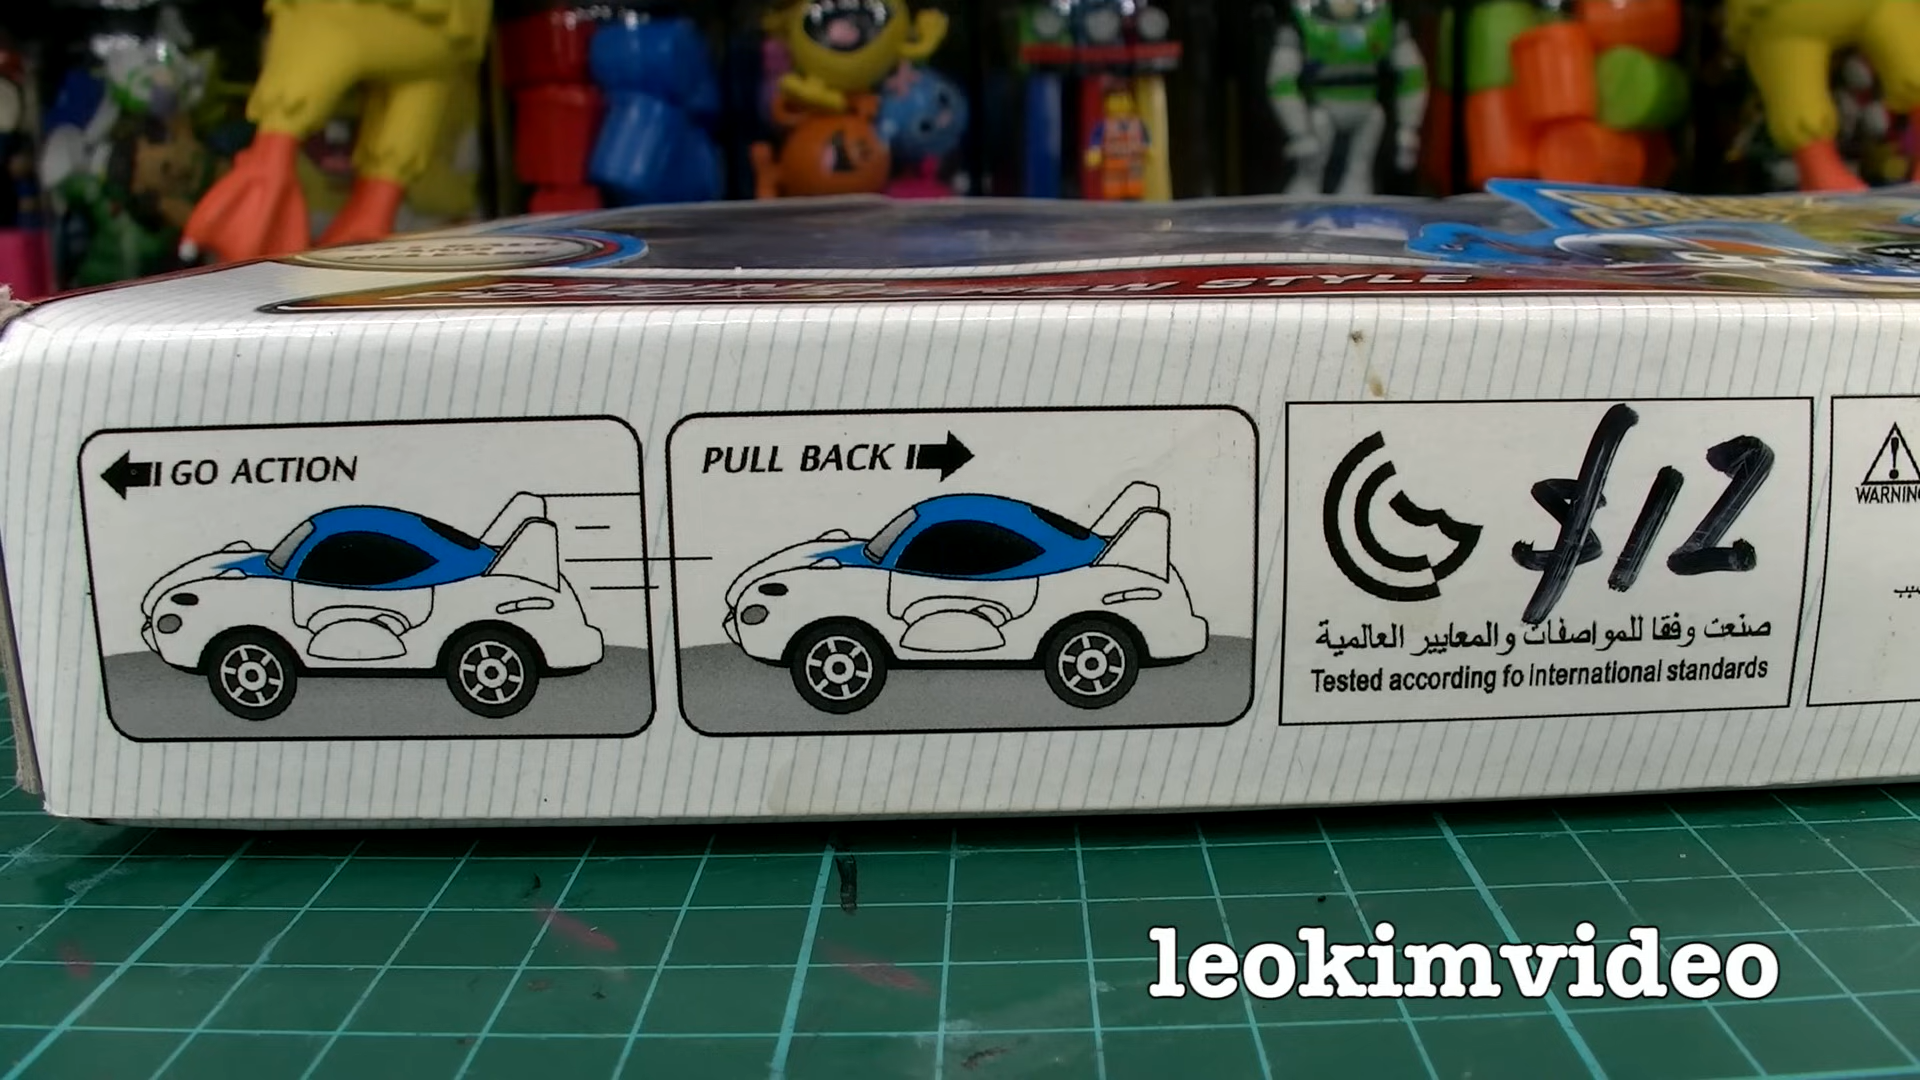 NEW STYLE
GO ACTION
PULL BACK
$12
صنعت وفقا للمواصفات والمعايير العالمية
Tested according fo International standards
WARNING
leokimvideo